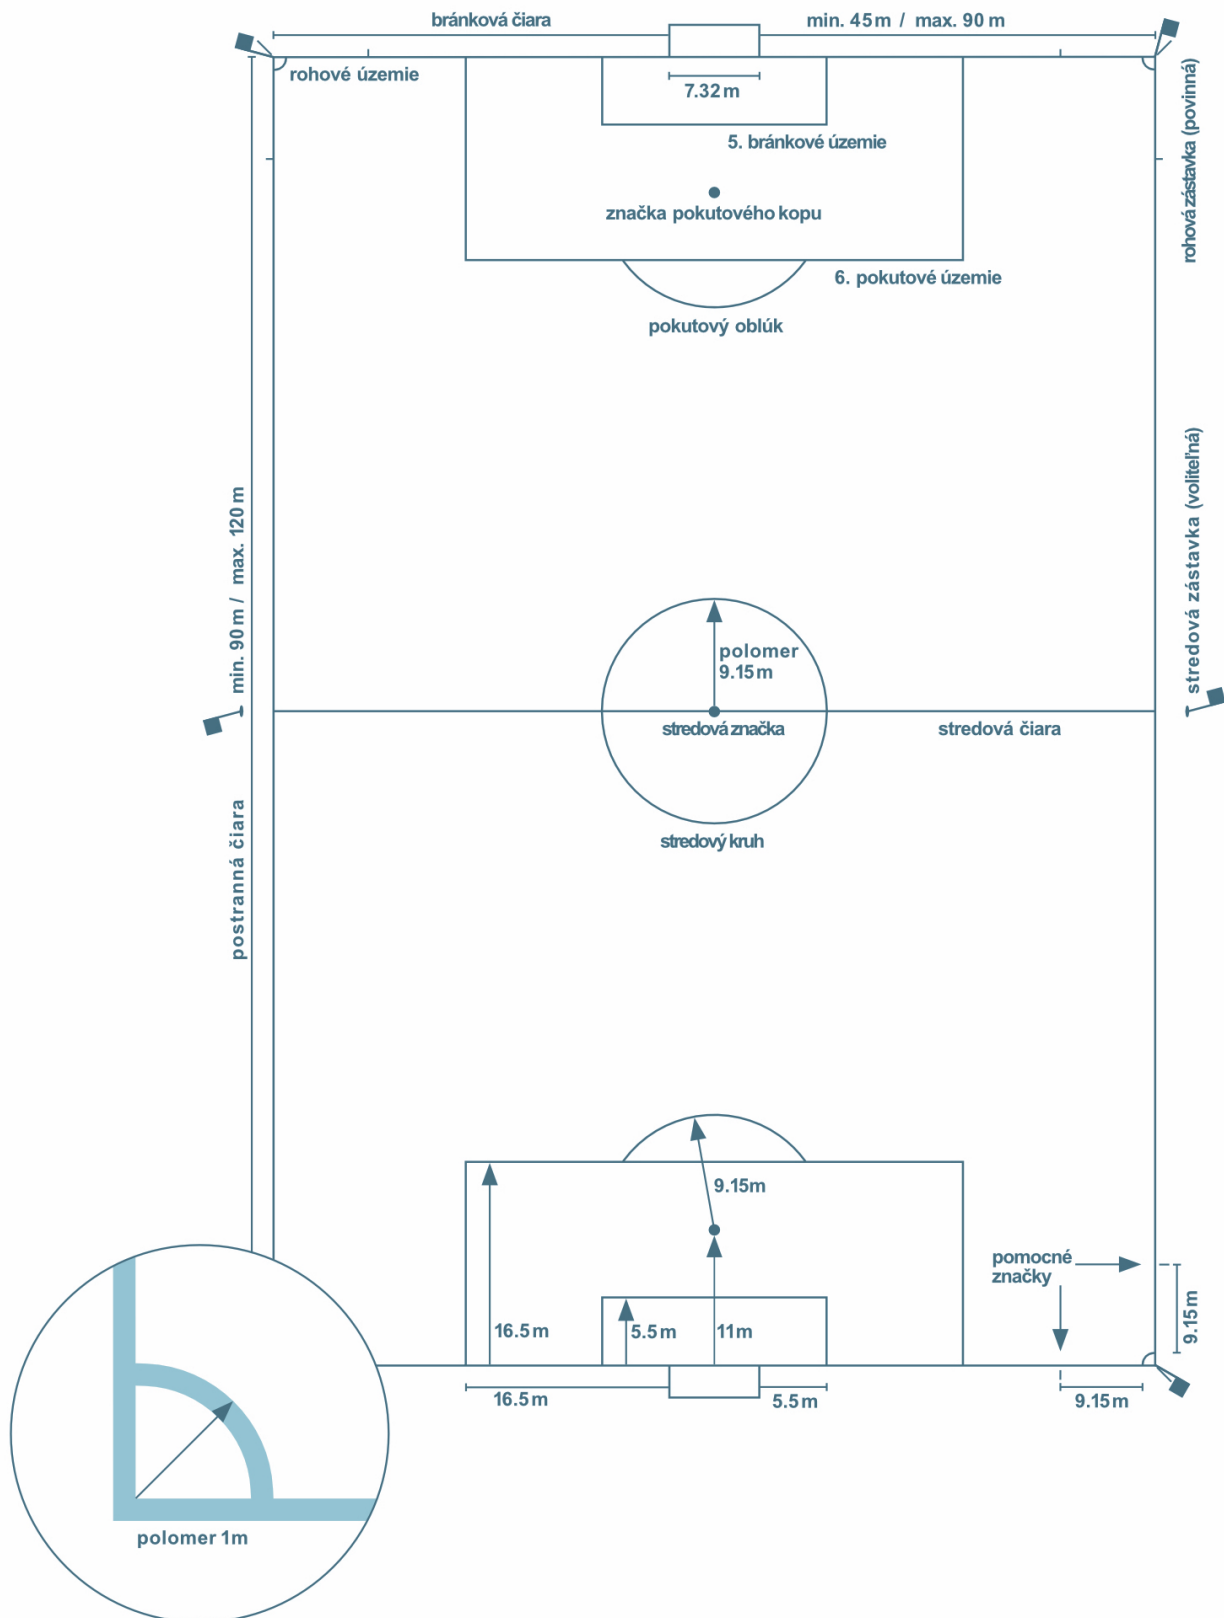 bránková čiara
min. 45 m / max. 90 m
rohové územie
7.32 m
5. bránkové územie
značka pokutového kopu
6. pokutové územie
pokutový oblúk
rohová zástavka (povinná)
stredová zástavka (voliteľná)
min. 90 m / max. 120 m
polomer
9.15 m
stredová značka
stredová čiara
stredový kruh
postranná čiara
9.15m
pomocné
značky
9.15 m
16.5 m
5.5 m
11m
16.5 m
5.5 m
9.15 m
polomer 1m